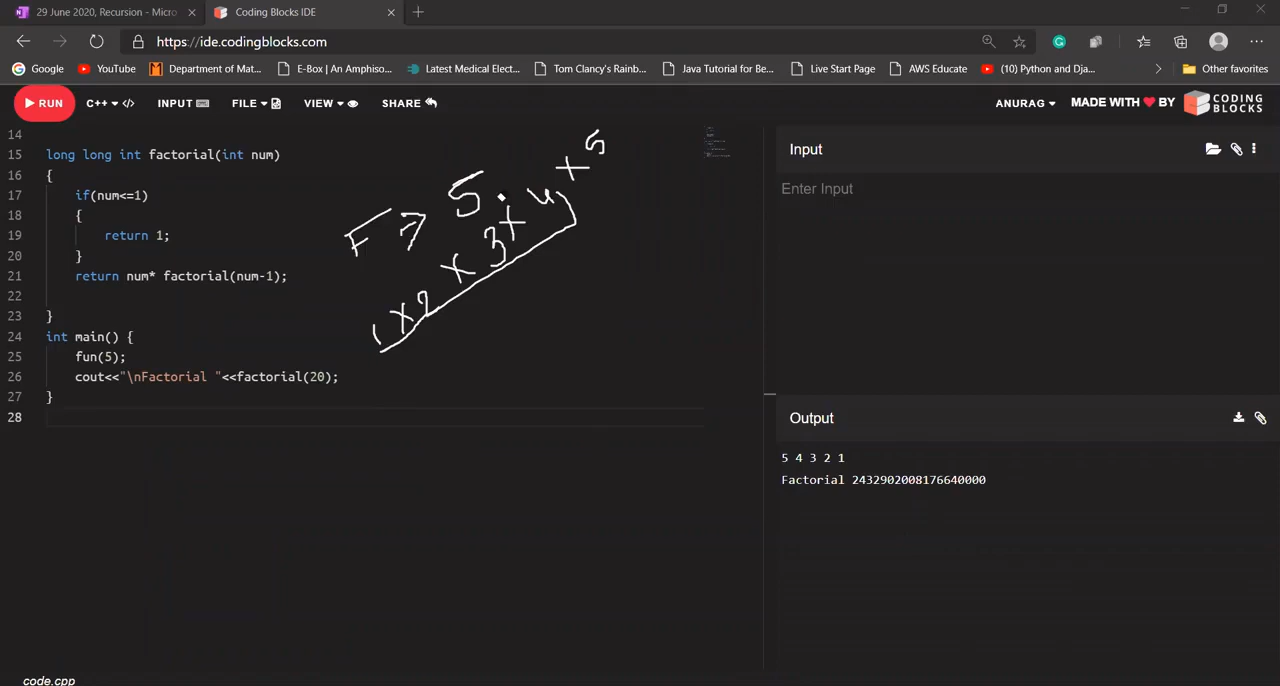 29 June 2020, Recursion - Micro
Coding Blocks IDE
https://ide.codingblocks.com
Google
YouTube
Department of Mat...
E-Box | An Amphiso...
Latest Medical Elect...
Tom Clancy's Rainb...
Java Tutorial for Be...
Live Start Page
AWS Educate
(10) Python and Dja...
Other favorites
RUN
C++ </>
INPUT
FILE
VIEW
SHARE
ANURAG
MADE WITH ❤ BY
CODING
BLOCKS
14
15 long long int factorial(int num)
16 {
17 if(num<=1)
18 {
19 return 1;
20 }
21 return num* factorial(num-1);
22
23 }
24 int main() {
25 fun(5);
26 cout<<"\nFactorial "<<factorial(20);
27 }
28
F → 5
1 x 2 x 3 x 4 x 5
Input
Enter Input
Output
5 4 3 2 1
Factorial 2432902008176640000
code.cpp